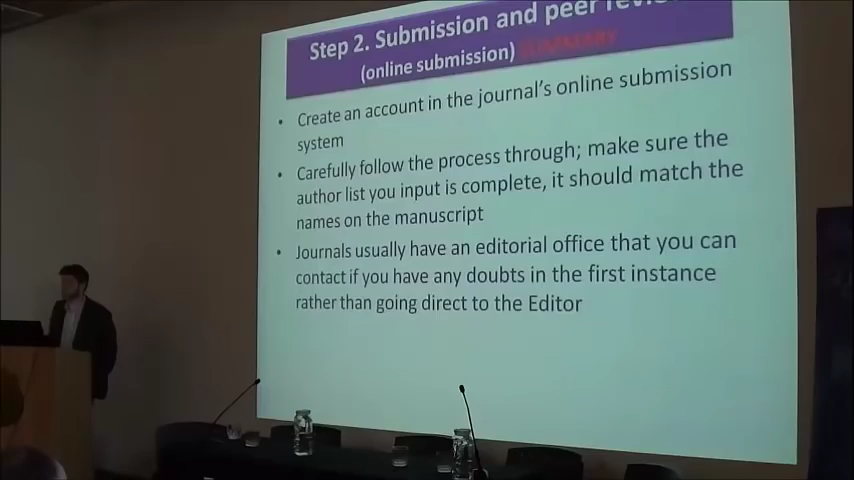 Step 2. Submission and peer review
(online submission) SUMMARY
• Create an account in the journal's online submission
system
• Carefully follow the process through; make sure the
author list you input is complete, it should match the
names on the manuscript
• Journals usually have an editorial office that you can
contact if you have any doubts in the first instance
rather than going direct to the Editor